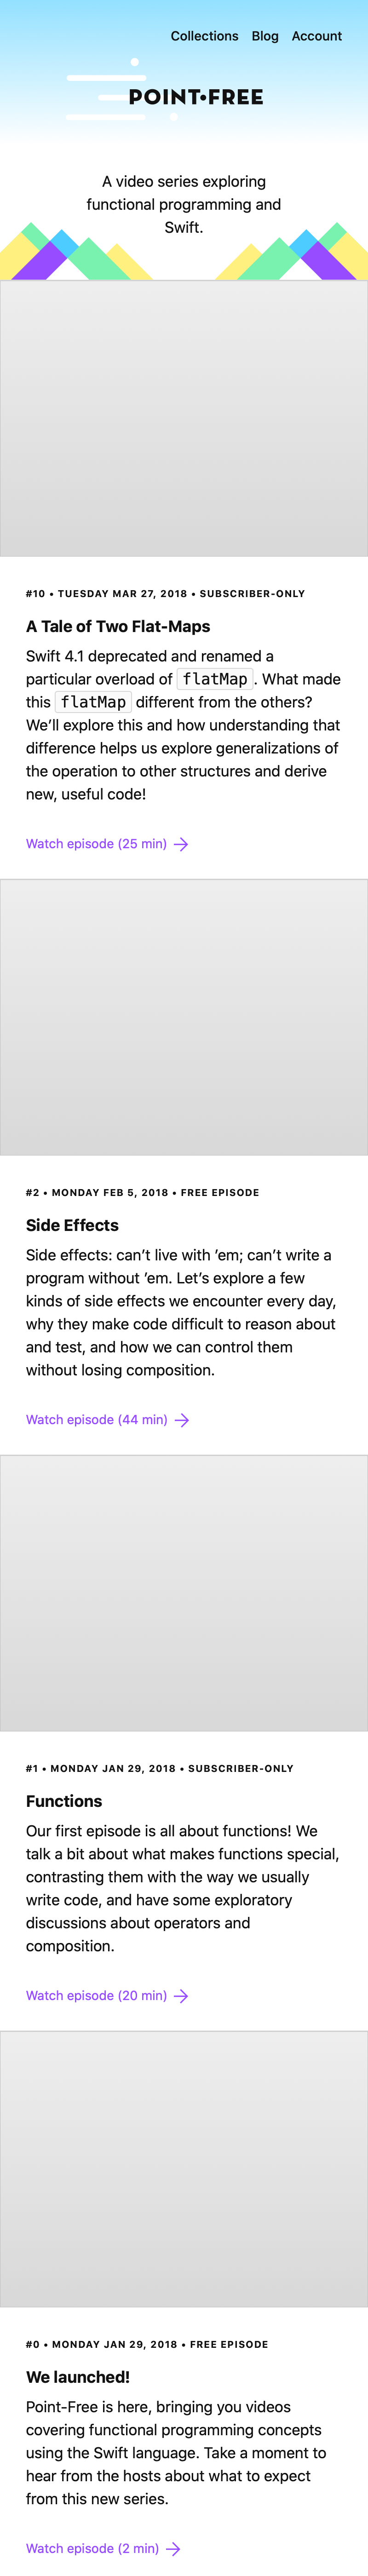 Collections Blog Account
POINT•FREE
A video series exploring
functional programming and
Swift.
#10 • TUESDAY MAR 27, 2018 • SUBSCRIBER-ONLY
A Tale of Two Flat-Maps
Swift 4.1 deprecated and renamed a
particular overload of flatMap. What made
this flatMap different from the others?
We’ll explore this and how understanding that
difference helps us explore generalizations of
the operation to other structures and derive
new, useful code!
Watch episode (25 min)
#2 • MONDAY FEB 5, 2018 • FREE EPISODE
Side Effects
Side effects: can’t live with ’em; can’t write a
program without ’em. Let’s explore a few
kinds of side effects we encounter every day,
why they make code difficult to reason about
and test, and how we can control them
without losing composition.
Watch episode (44 min)
#1 • MONDAY JAN 29, 2018 • SUBSCRIBER-ONLY
Functions
Our first episode is all about functions! We
talk a bit about what makes functions special,
contrasting them with the way we usually
write code, and have some exploratory
discussions about operators and
composition.
Watch episode (20 min)
#0 • MONDAY JAN 29, 2018 • FREE EPISODE
We launched!
Point-Free is here, bringing you videos
covering functional programming concepts
using the Swift language. Take a moment to
hear from the hosts about what to expect
from this new series.
Watch episode (2 min)